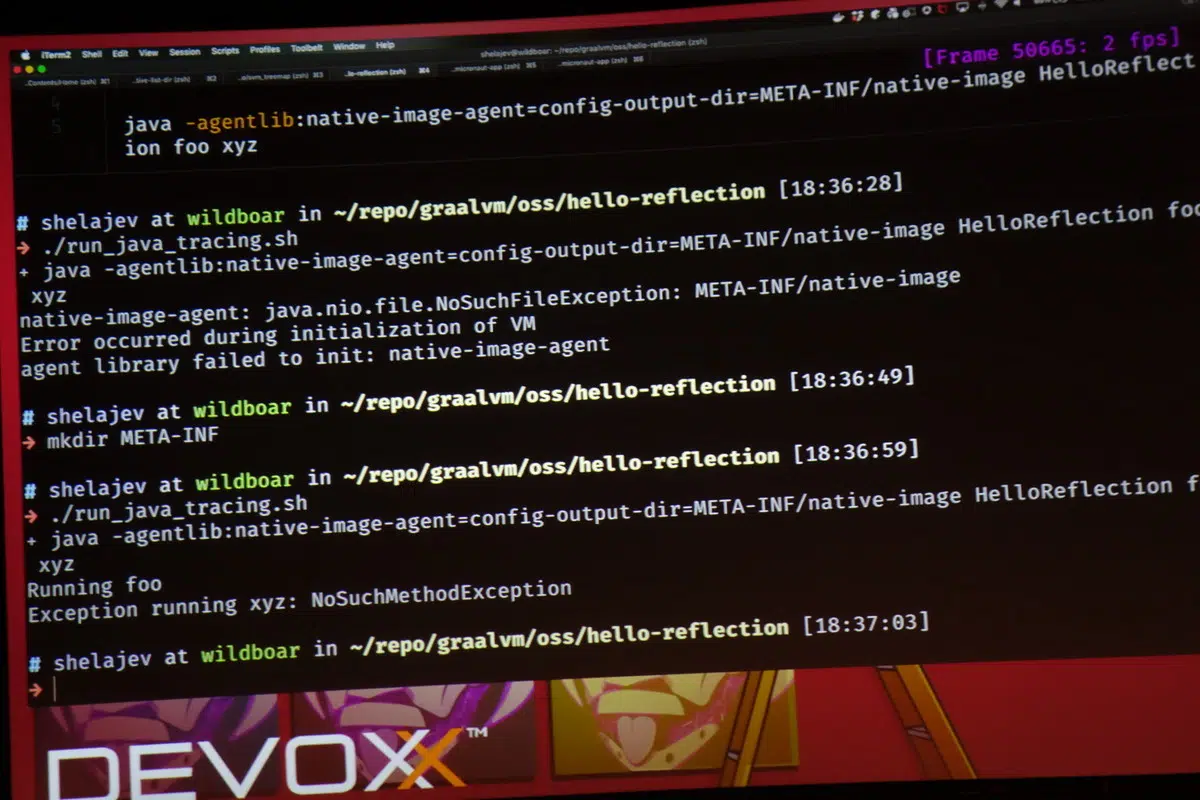 iTerm2 Shell Edit View Session Scripts Profiles Toolbelt Window Help
shelajev@wildboar: ~/repo/graalvm/oss/hello-reflection (zsh)
[Frame 50665: 2 fps]
4
5
java -agentlib:native-image-agent=config-output-dir=META-INF/native-image HelloReflect
ion foo xyz
# shelajev at wildboar in ~/repo/graalvm/oss/hello-reflection [18:36:28]
➜ ./run_java_tracing.sh
+ java -agentlib:native-image-agent=config-output-dir=META-INF/native-image HelloReflection foo
xyz
native-image-agent: java.nio.file.NoSuchFileException: META-INF/native-image
Error occurred during initialization of VM
agent library failed to init: native-image-agent
# shelajev at wildboar in ~/repo/graalvm/oss/hello-reflection [18:36:49]
➜ mkdir META-INF
# shelajev at wildboar in ~/repo/graalvm/oss/hello-reflection [18:36:59]
➜ ./run_java_tracing.sh
+ java -agentlib:native-image-agent=config-output-dir=META-INF/native-image HelloReflection f
xyz
Running foo
Exception running xyz: NoSuchMethodException
# shelajev at wildboar in ~/repo/graalvm/oss/hello-reflection [18:37:03]
➜
DEVOXX™